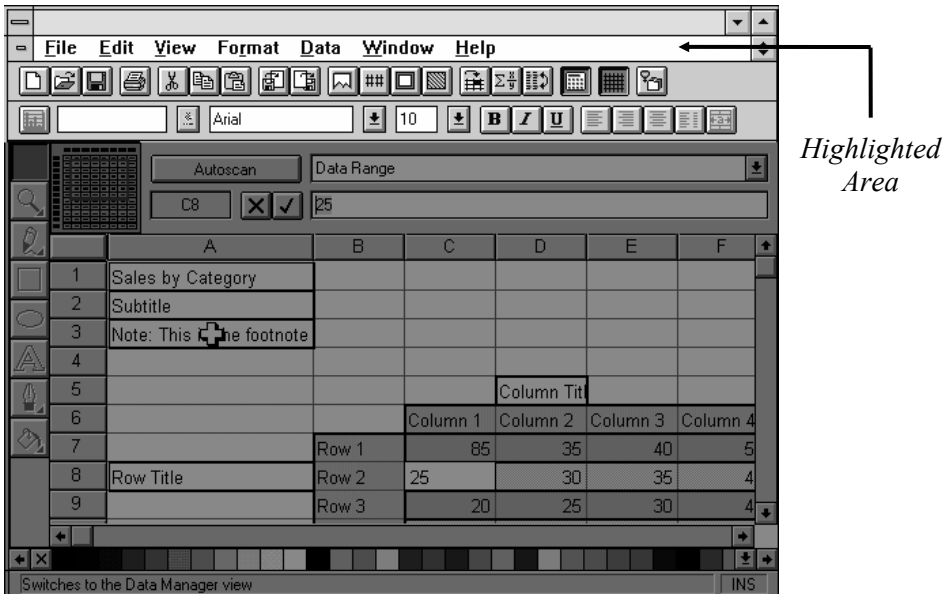 File Edit View Format Data Window Help
Arial 10 B I U
Highlighted
Area
Autoscan Data Range
C8 25
A B C D E F
1 Sales by Category
2 Subtitle
3 Note: This he footnote
4
5 Column Titl
6 Column 1 Column 2 Column 3 Column 4
7 Row 1 85 35 40 5
8 Row Title Row 2 25 30 35 4
9 Row 3 20 25 30 4
Switches to the Data Manager view INS